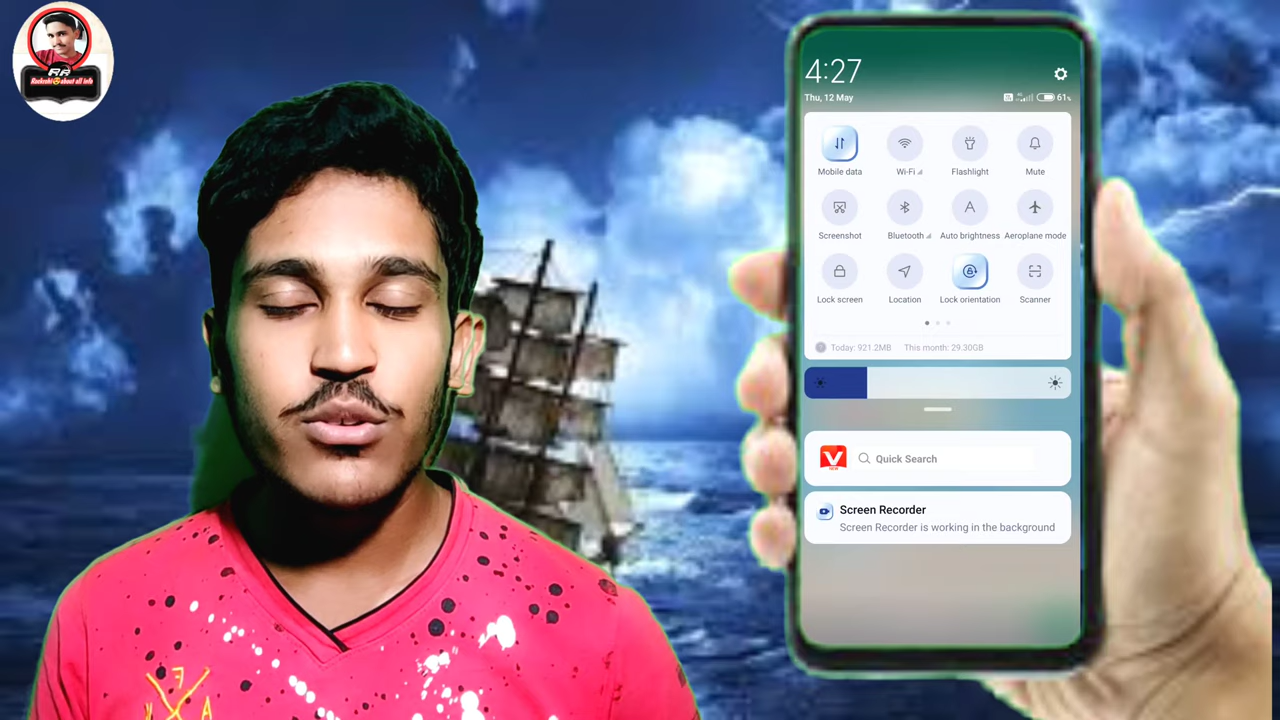 RA
4:27
Thu, 12 May
61%
Mobile data
Wi-Fi
Flashlight
Mute
Screenshot
Bluetooth
Auto brightness
Aeroplane mode
Lock screen
Location
Lock orientation
Scanner
Today: 921.2MB This month: 29.30GB
Quick Search
Screen Recorder
Screen Recorder is working in the background